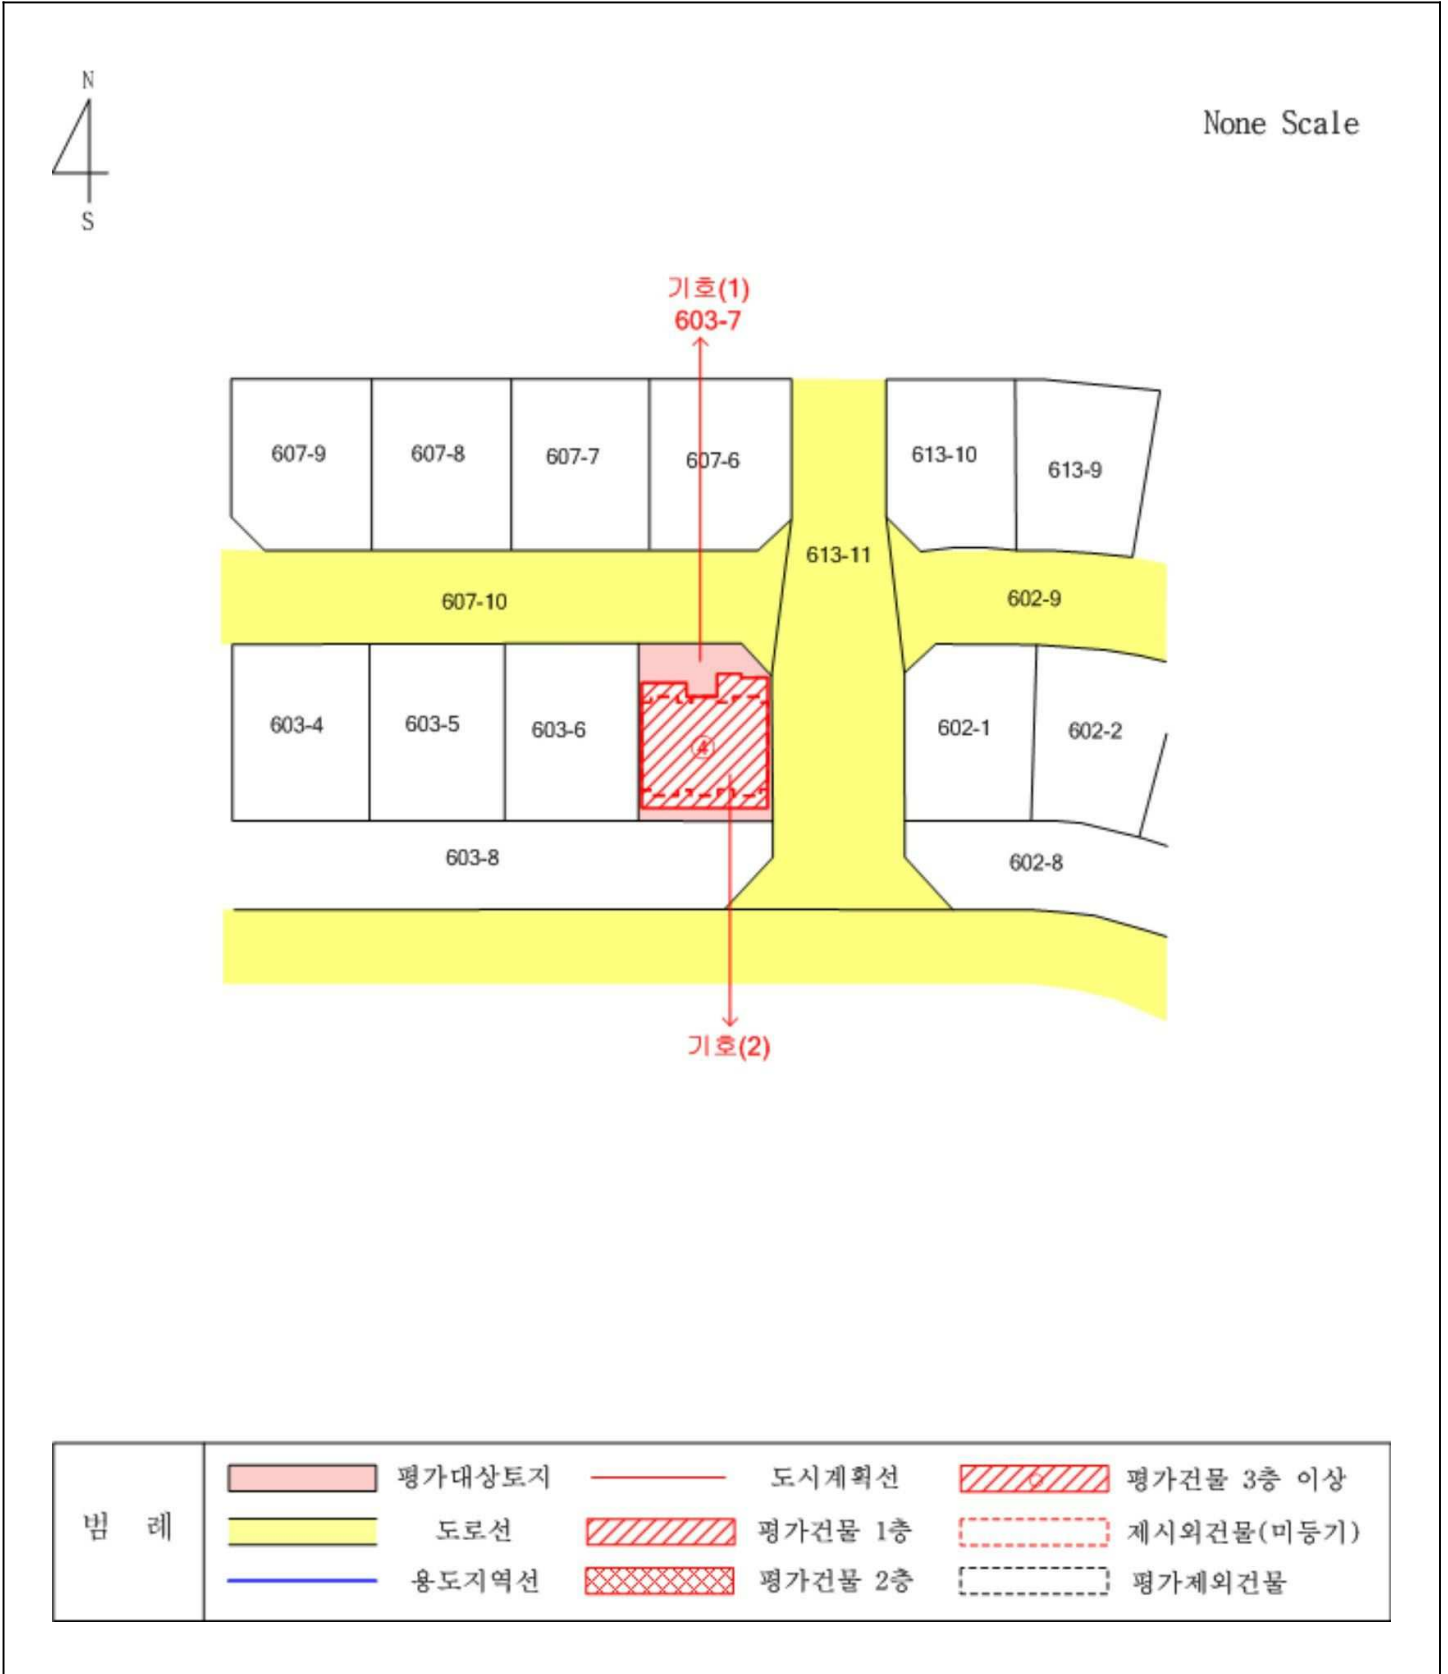 N
None Scale
S
기호(1)
603-7
607-9
607-8
607-7
607-6
613-10
613-9
613-11
607-10
602-9
603-4
603-5
603-6
④
602-1
602-2
603-8
602-8
기호(2)
범 례
평가대상토지
도시계획선
평가건물 3층 이상
도로선
평가건물 1층
제시외건물(미등기)
용도지역선
평가건물 2층
평가제외건물